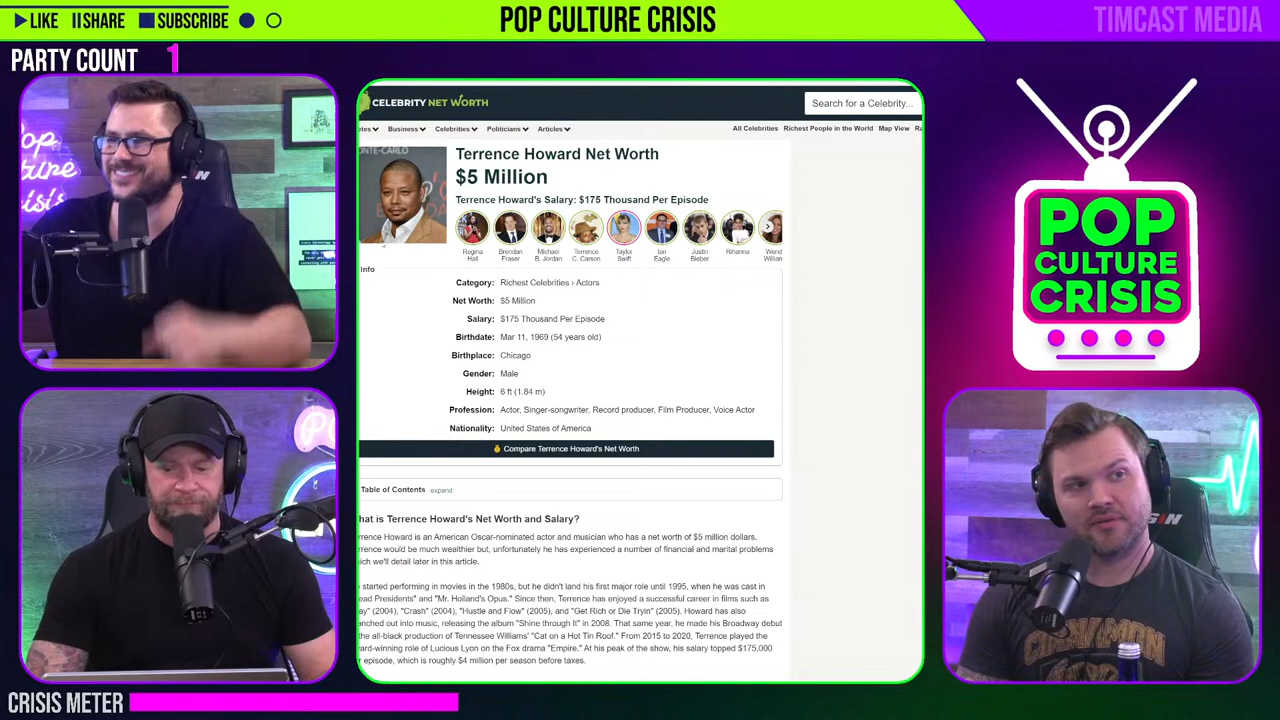 LIKE SHARE SUBSCRIBE
POP CULTURE CRISIS
TIMCAST MEDIA
PARTY COUNT 1
CELEBRITY NET WORTH
Search for a Celebrity...
Business Celebrities Politicians Articles
All Celebrities Richest People in the World Map View
NTE-CARLO
Terrence Howard Net Worth
$5 Million
Terrence Howard's Salary: $175 Thousand Per Episode
Regina Hall
Brendan Fraser
Michael B. Jordan
Terrence C. Carson
Taylor Swift
Ian Eagle
Justin Bieber
Rihanna
Info
Category: Richest Celebrities › Actors
Net Worth: $5 Million
Salary: $175 Thousand Per Episode
Birthdate: Mar 11, 1969 (54 years old)
Birthplace: Chicago
Gender: Male
Height: 6 ft (1.84 m)
Profession: Actor, Singer-songwriter, Record producer, Film Producer, Voice Actor
Nationality: United States of America
Compare Terrence Howard's Net Worth
Table of Contents expand
hat is Terrence Howard's Net Worth and Salary?
rrence Howard is an American Oscar-nominated actor and musician who has a net worth of $5 million dollars.
rrence would be much wealthier but, unfortunately he has experienced a number of financial and marital problems
ich we'll detail later in this article.
started performing in movies in the 1980s, but he didn't land his first major role until 1995, when he was cast in
ead Presidents" and "Mr. Holland's Opus." Since then, Terrence has enjoyed a successful career in films such as
ay" (2004), "Crash" (2004), "Hustle and Flow" (2005), and "Get Rich or Die Tryin" (2005). Howard has also
anched out into music, releasing the album "Shine through It" in 2008. That same year, he made his Broadway debut
the all-black production of Tennessee Williams' "Cat on a Hot Tin Roof." From 2015 to 2020, Terrence played the
ard-winning role of Lucious Lyon on the Fox drama "Empire." At his peak of the show, his salary topped $175,000
r episode, which is roughly $4 million per season before taxes.
POP
CULTURE
CRISIS
CRISIS METER